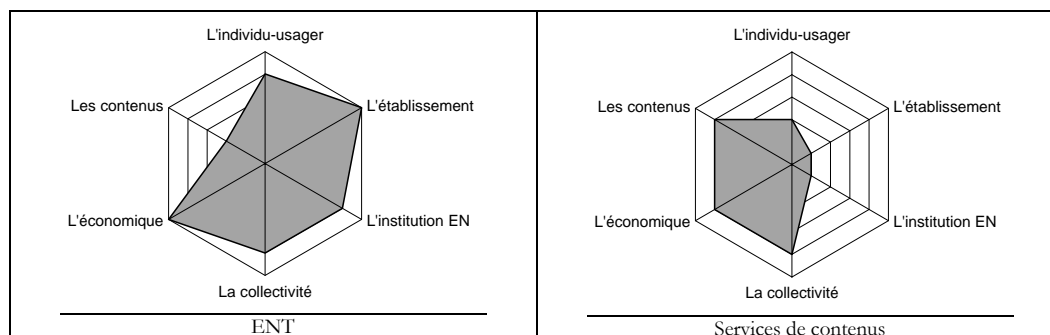 L'individu-usager
Les contenus
L'établissement
L'économique
L'institution EN
La collectivité
ENT
L'individu-usager
Les contenus
L'établissement
L'économique
L'institution EN
La collectivité
Services de contenus